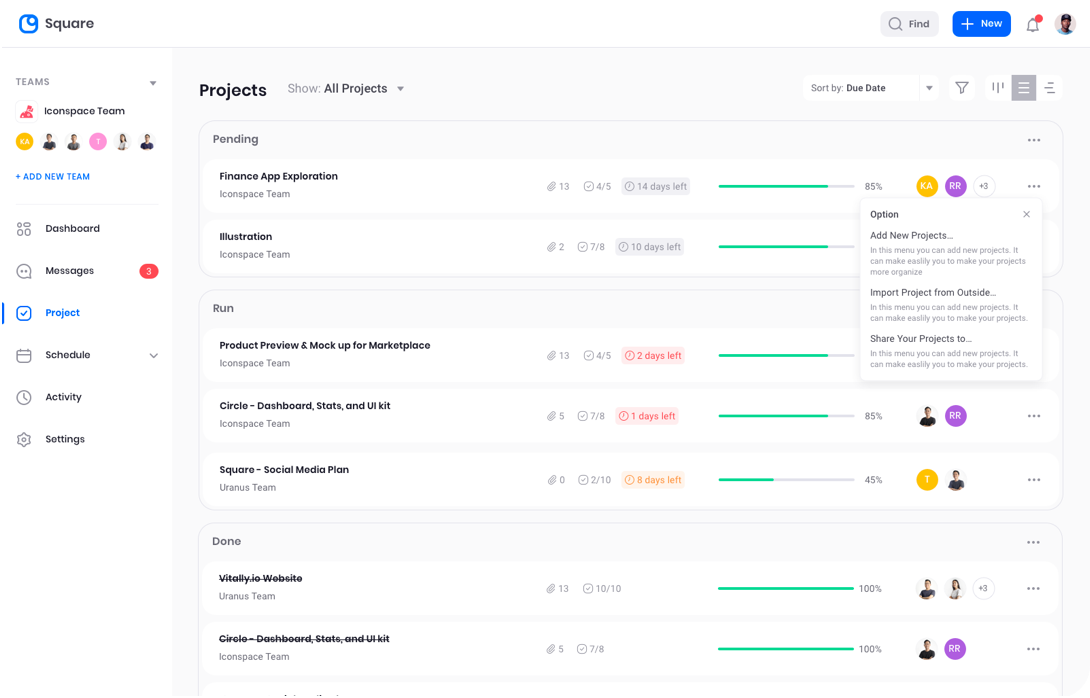 Square
Find
New
TEAMS
Iconspace Team
KA
T
+ ADD NEW TEAM
Dashboard
Messages
3
Project
Schedule
Activity
Settings
Projects
Show: All Projects
Sort by: Due Date
Pending
Finance App Exploration
Iconspace Team
13
4/5
14 days left
85%
KA
RR
+3
Illustration
Iconspace Team
2
7/8
10 days left
Option
Add New Projects...
In this menu you can add new projects. It
can make easlily you to make your projects
more organize
Import Project from Outside...
In this menu you can add new projects. It
can make easlily you to make your projects.
Share Your Projects to...
In this menu you can add new projects. It
can make easlily you to make your projects.
Run
Product Preview & Mock up for Marketplace
Iconspace Team
13
4/5
2 days left
Circle - Dashboard, Stats, and UI kit
Iconspace Team
5
7/8
1 days left
85%
RR
Square - Social Media Plan
Uranus Team
0
2/10
8 days left
45%
T
Done
Vitally.io Website
Uranus Team
13
10/10
100%
+3
Circle - Dashboard, Stats, and UI kit
Iconspace Team
5
7/8
100%
RR